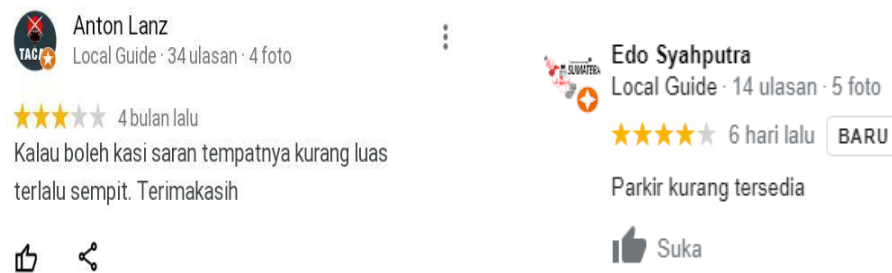 Anton Lanz
Local Guide · 34 ulasan · 4 foto
4 bulan lalu
Kalau boleh kasi saran tempatnya kurang luas
terlalu sempit. Terimakasih
Edo Syahputra
Local Guide · 14 ulasan · 5 foto
6 hari lalu BARU
Parkir kurang tersedia
Suka